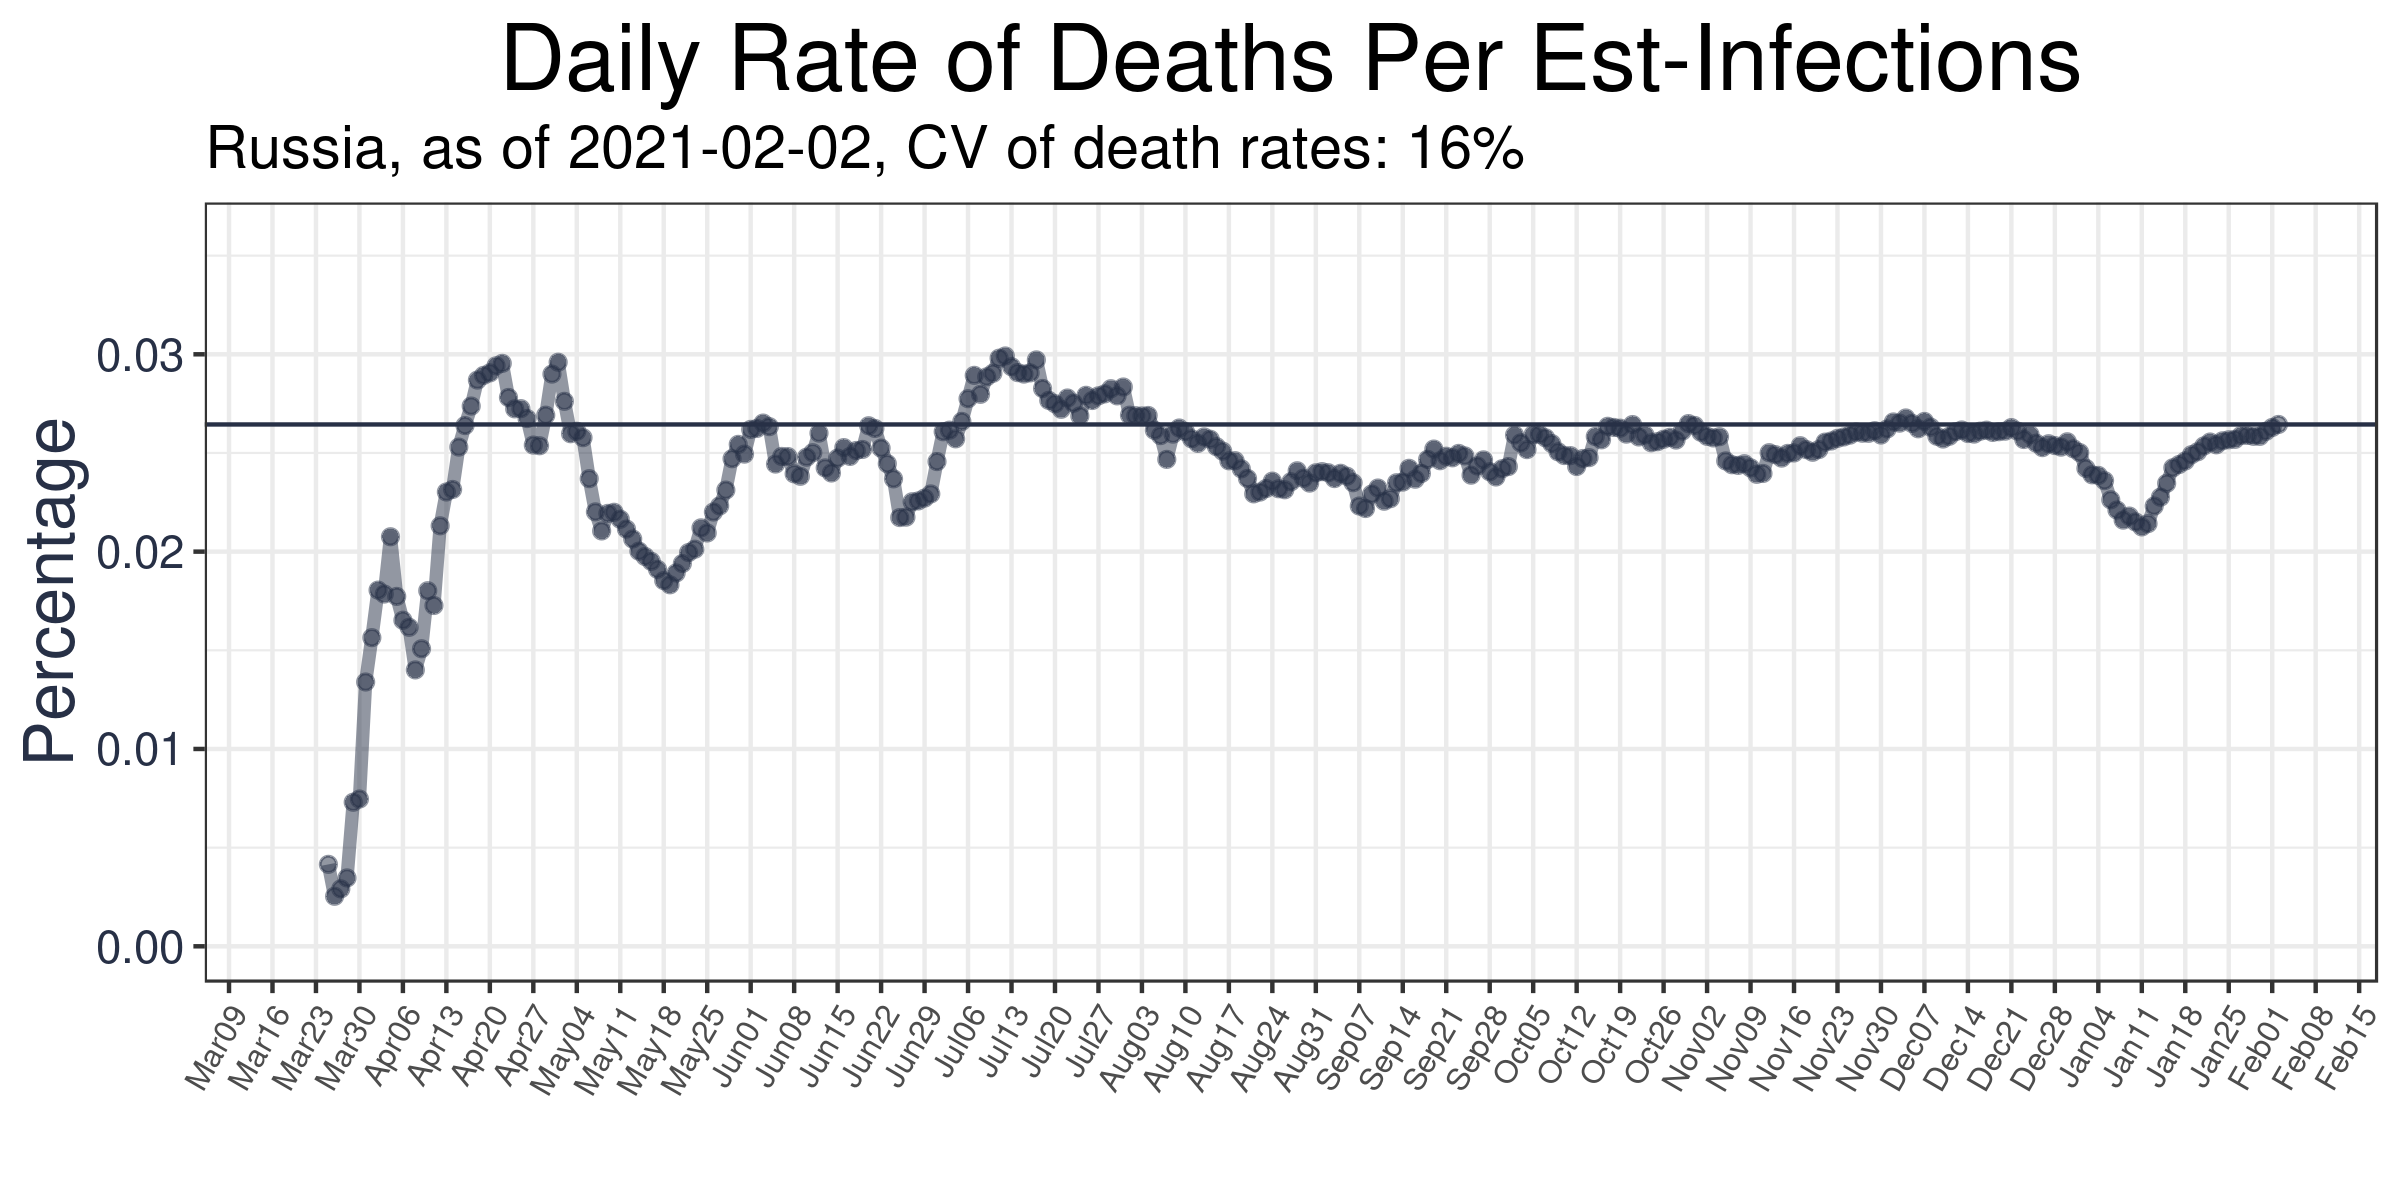 Daily Rate of Deaths Per Est-Infections
Russia, as of 2021-02-02, CV of death rates: 16%
Percentage
0.03
0.02
0.01
0.00
Mar09
Mar16
Mar23
Mar30
Apr06
Apr13
Apr20
Apr27
May04
May11
May18
May25
Jun01
Jun08
Jun15
Jun22
Jun29
Jul06
Jul13
Jul20
Jul27
Aug03
Aug10
Aug17
Aug24
Aug31
Sep07
Sep14
Sep21
Sep28
Oct05
Oct12
Oct19
Oct26
Nov02
Nov09
Nov16
Nov23
Nov30
Dec07
Dec14
Dec21
Dec28
Jan04
Jan11
Jan18
Jan25
Feb01
Feb08
Feb15